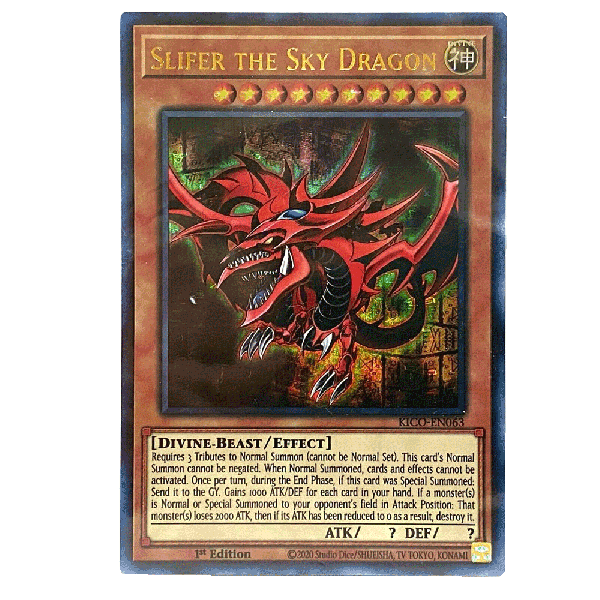 SLIFER THE SKY DRAGON
DIVINE
神
KICO-EN063
[DIVINE-BEAST/EFFECT]
Requires 3 Tributes to Normal Summon (cannot be Normal Set). This card's Normal
Summon cannot be negated. When Normal Summoned, cards and effects cannot be
activated. Once per turn, during the End Phase, if this card was Special Summoned:
Send it to the GY. Gains 1000 ATK/DEF for each card in your hand. If a monster(s)
is Normal or Special Summoned to your opponent's field in Attack Position: That
monster(s) loses 2000 ATK, then if its ATK has been reduced to 0 as a result, destroy it.
ATK/ ? DEF/ ?
1st Edition ©2020 Studio Dice/SHUEISHA, TV TOKYO, KONAMI